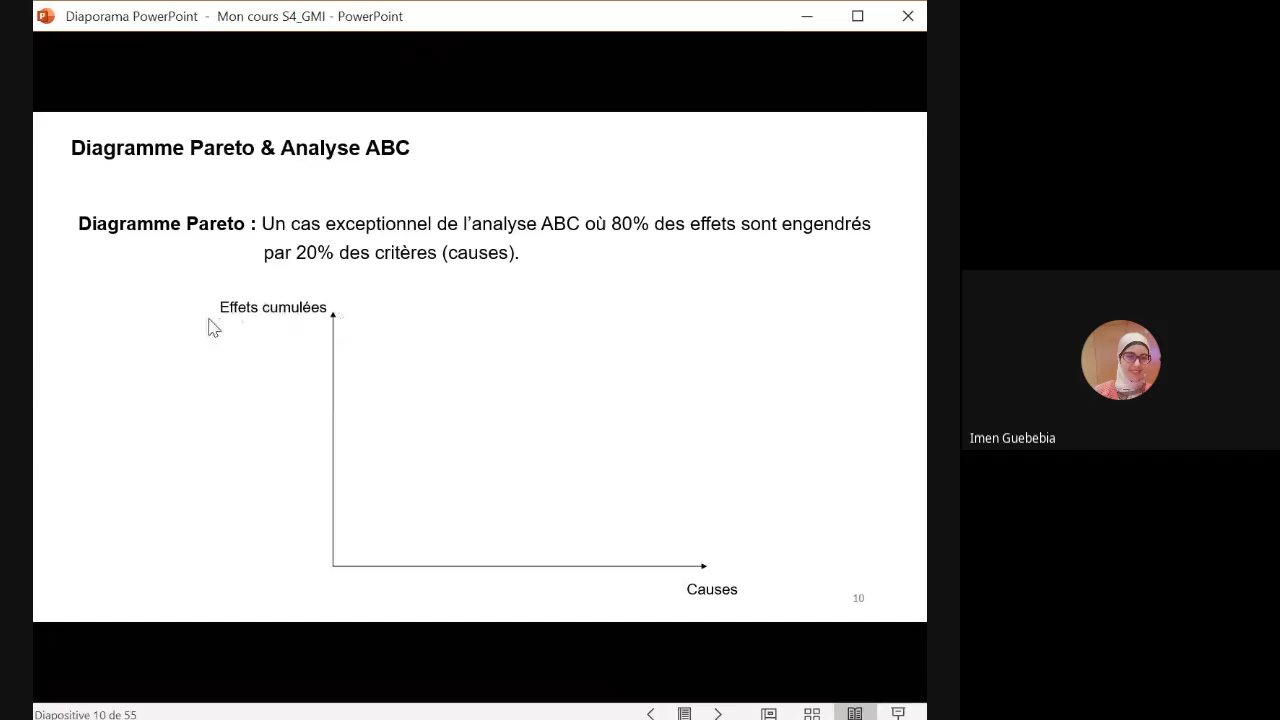 Diaporama PowerPoint - Mon cours S4_GMI - PowerPoint
Diagramme Pareto & Analyse ABC
Diagramme Pareto : Un cas exceptionnel de l’analyse ABC où 80% des effets sont engendrés
par 20% des critères (causes).
Effets cumulées
Causes
10
Imen Guebebia
Diapositive 10 de 55